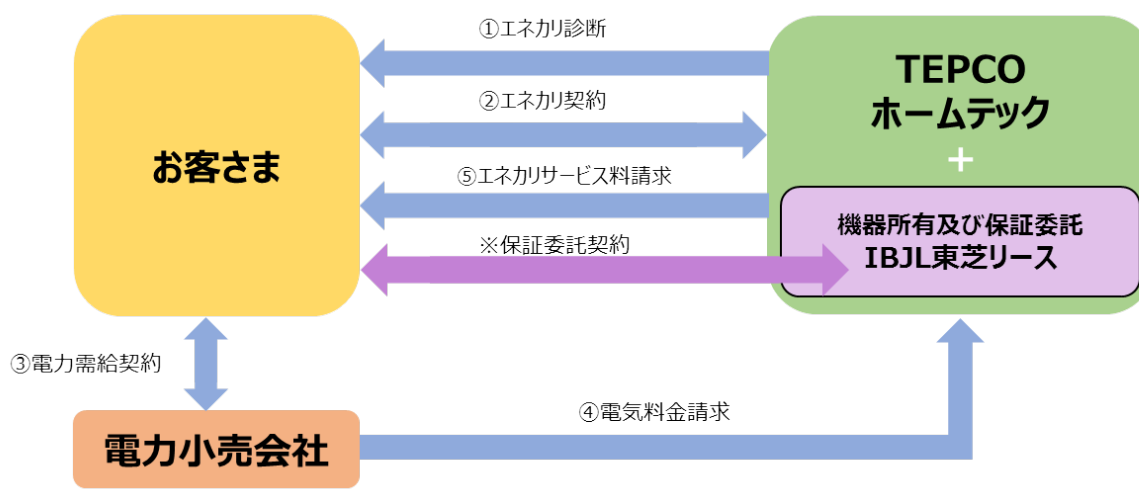 ①エネカリ診断
TEPCO
ホームテック
+
②エネカリ契約
お客さま
⑤エネカリサービス料請求
機器所有及び保証委託
IBJL東芝リース
※保証委託契約
③電力需給契約
④電気料金請求
電力小売会社